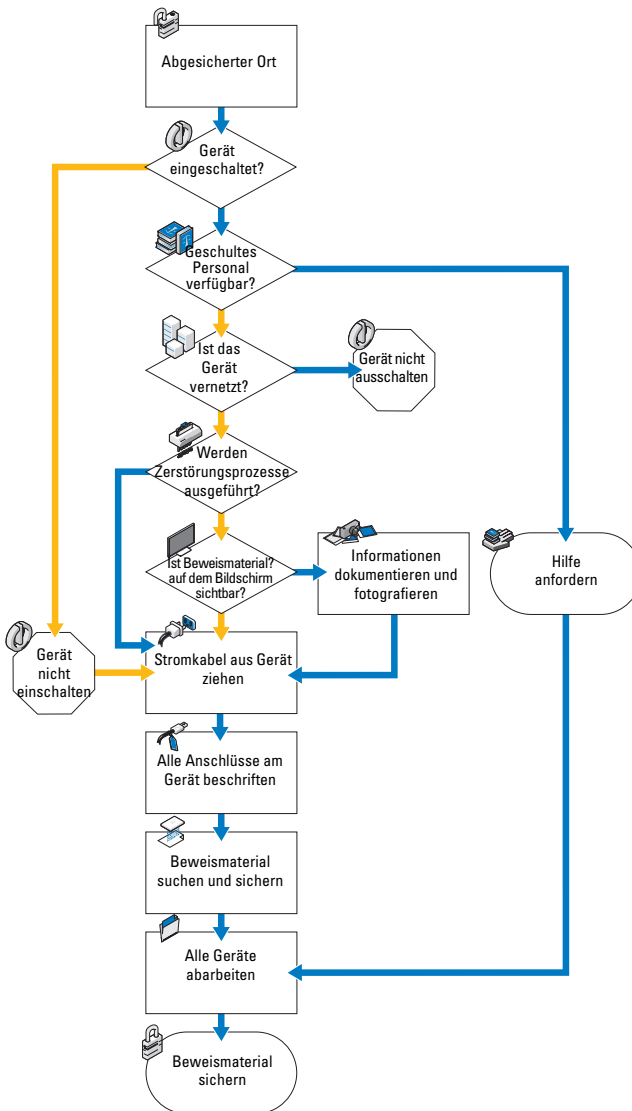 Abgesicherter Ort
Gerät
eingeschaltet?
Geschultes
Personal
verfügbar?
Ist das
Gerät
vernetzt?
Gerät nicht
ausschalten
Werden
Zerstörungsprozesse
ausgeführt?
Ist Beweismaterial?
auf dem Bildschirm
sichtbar?
Informationen
dokumentieren und
fotografieren
Hilfe
anfordern
Gerät
nicht
einschalten
Stromkabel aus Gerät
ziehen
Alle Anschlüsse am
Gerät beschriften
Beweismaterial
suchen und sichern
Alle Geräte
abarbeiten
Beweismaterial
sichern